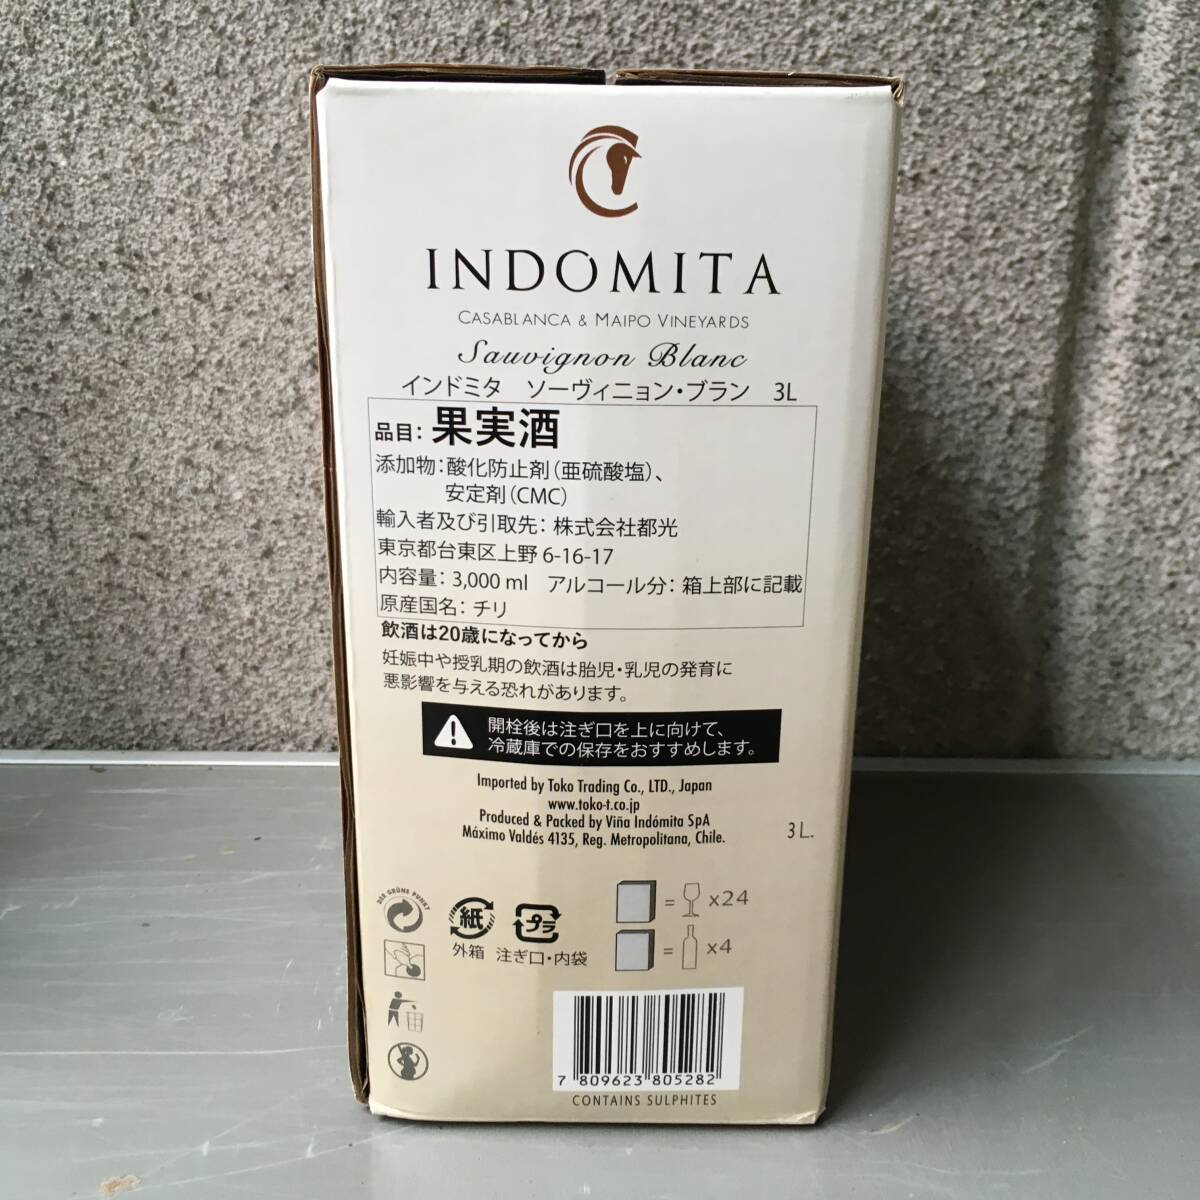 INDÓMITA
CASABLANCA & MAIPO VINEYARDS
Sauvignon Blanc
インドミタ　ソーヴィニョン・ブラン　3L
品目: 果実酒
添加物:酸化防止剤(亜硫酸塩)、
安定剤(CMC)
輸入者及び引取先: 株式会社都光
東京都台東区上野 6-16-17
内容量: 3,000 ml　アルコール分: 箱上部に記載
原産国名: チリ
飲酒は20歳になってから
妊娠中や授乳期の飲酒は胎児・乳児の発育に
悪影響を与える恐れがあります。
開栓後は注ぎ口を上に向けて、
冷蔵庫での保存をおすすめします。
Imported by Toko Trading Co., LTD., Japan
www.toko-t.co.jp
Produced & Packed by Viña Indómita SpA
Máximo Valdés 4135, Reg. Metropolitana, Chile.
3 L.
DER GRÜNE PUNKT
紙
外箱
プラ
注ぎ口・内袋
= x24
= x4
7 809623 805282
CONTAINS SULPHITES